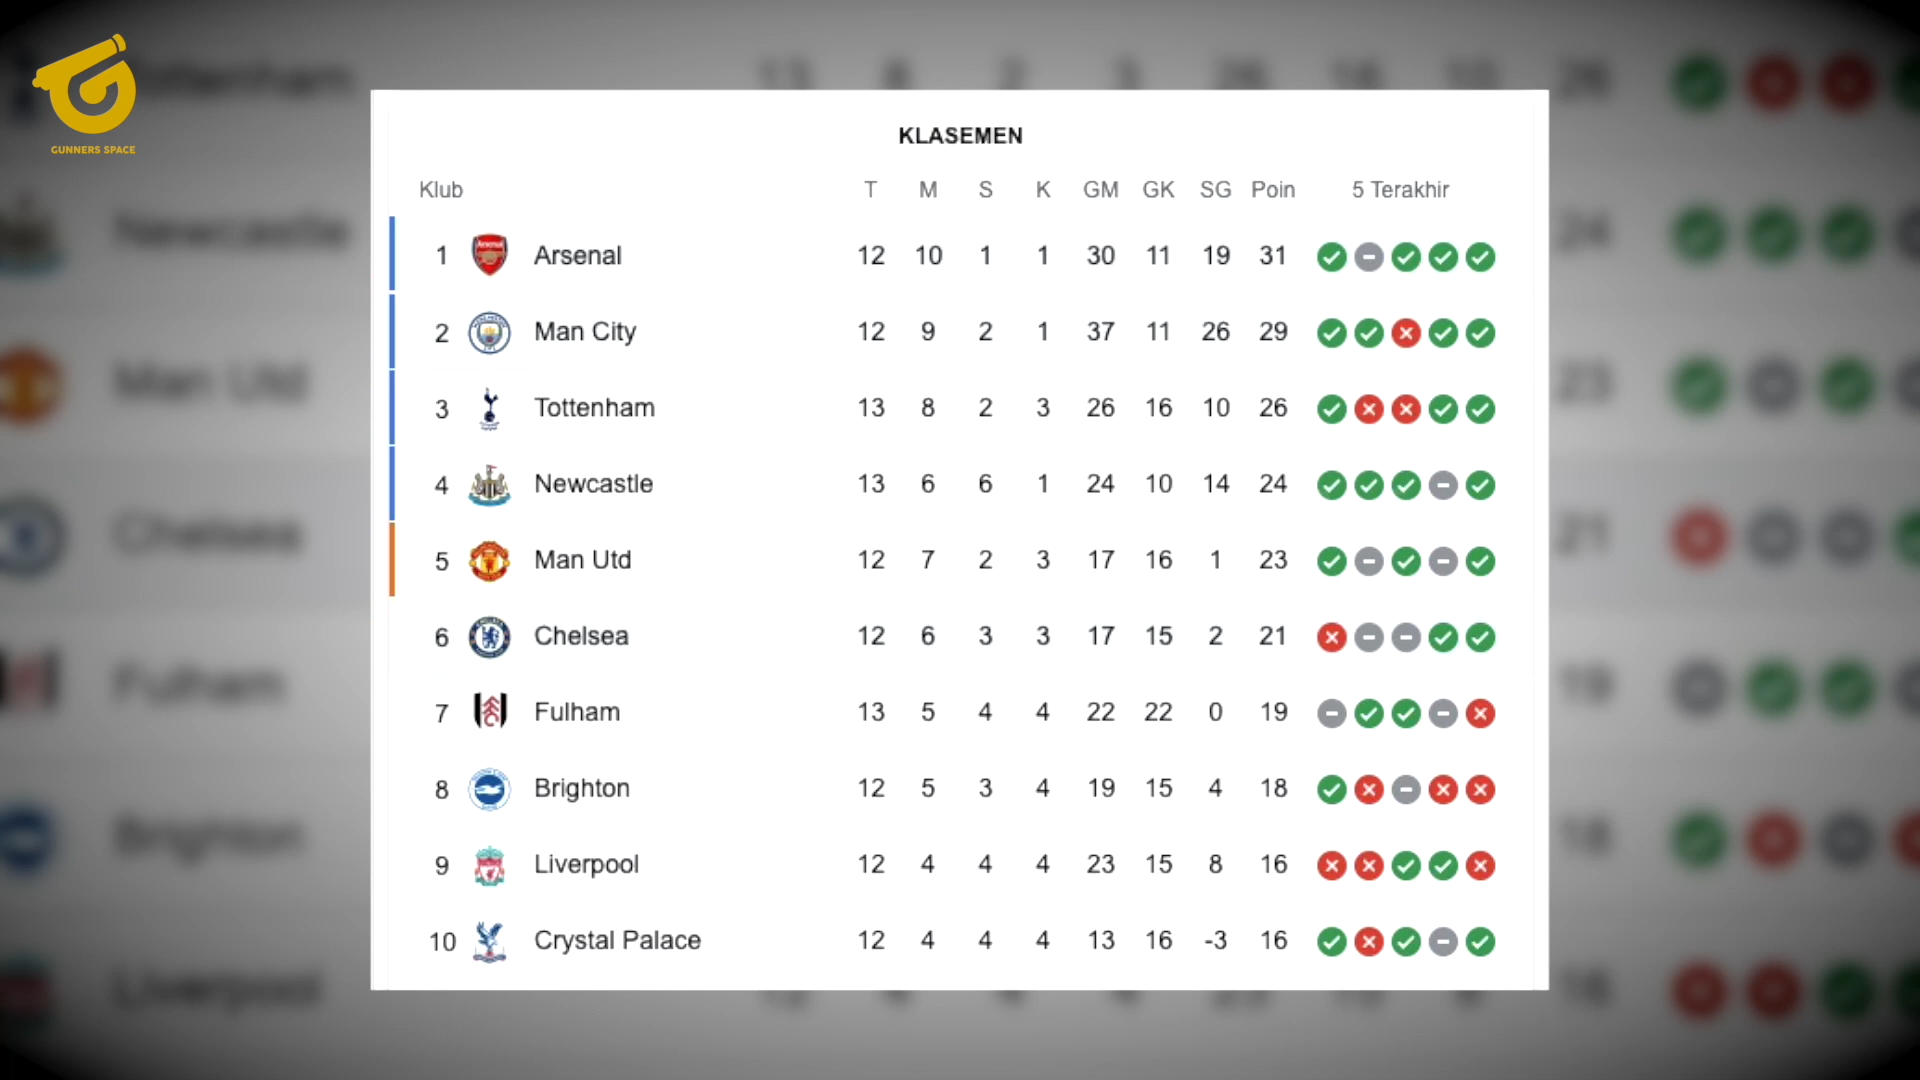 GUNNERS SPACE
KLASEMEN
Klub T M S K GM GK SG Poin 5 Terakhir
1 Arsenal 12 10 1 1 30 11 19 31
2 Man City 12 9 2 1 37 11 26 29
3 Tottenham 13 8 2 3 26 16 10 26
4 Newcastle 13 6 6 1 24 10 14 24
5 Man Utd 12 7 2 3 17 16 1 23
6 Chelsea 12 6 3 3 17 15 2 21
7 Fulham 13 5 4 4 22 22 0 19
8 Brighton 12 5 3 4 19 15 4 18
9 Liverpool 12 4 4 4 23 15 8 16
10 Crystal Palace 12 4 4 4 13 16 -3 16